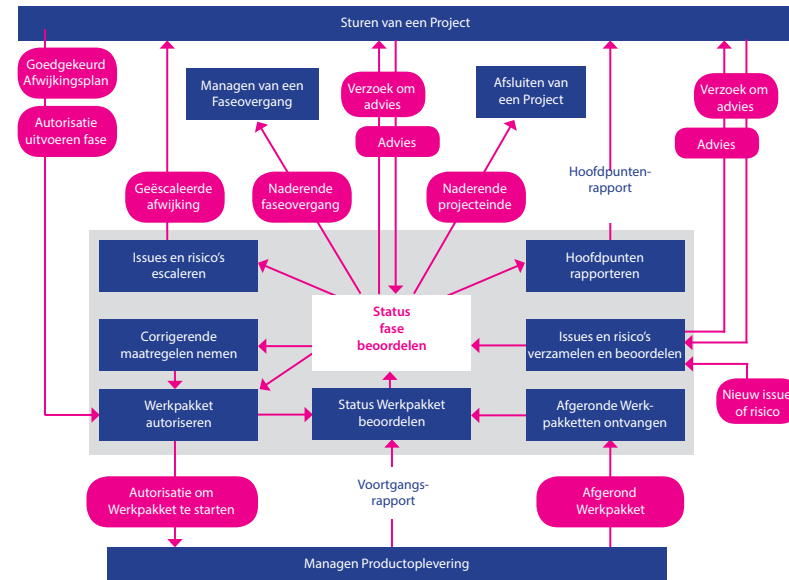 Sturen van een Project
Goedgekeurd
Afwijkingsplan
Autorisatie
uitvoeren fase
Managen van een
Faseovergang
Verzoek om
advies
Advies
Afsluiten van
een Project
Verzoek om
advies
Advies
Geëscaleerde
afwijking
Naderende
faseovergang
Naderende
projecteinde
Hoofdpunten-
rapport
Issues en risico's
escaleren
Status
fase
beoordelen
Hoofdpunten
rapporteren
Corrigerende
maatregelen nemen
Issues en risico's
verzamelen en beoordelen
Werkpakket
autoriseren
Status Werkpakket
beoordelen
Afgeronde Werk-
pakketten ontvangen
Nieuw issue
of risico
Autorisatie om
Werkpakket te starten
Voortgangs-
rapport
Afgerond
Werkpakket
Managen Productoplevering